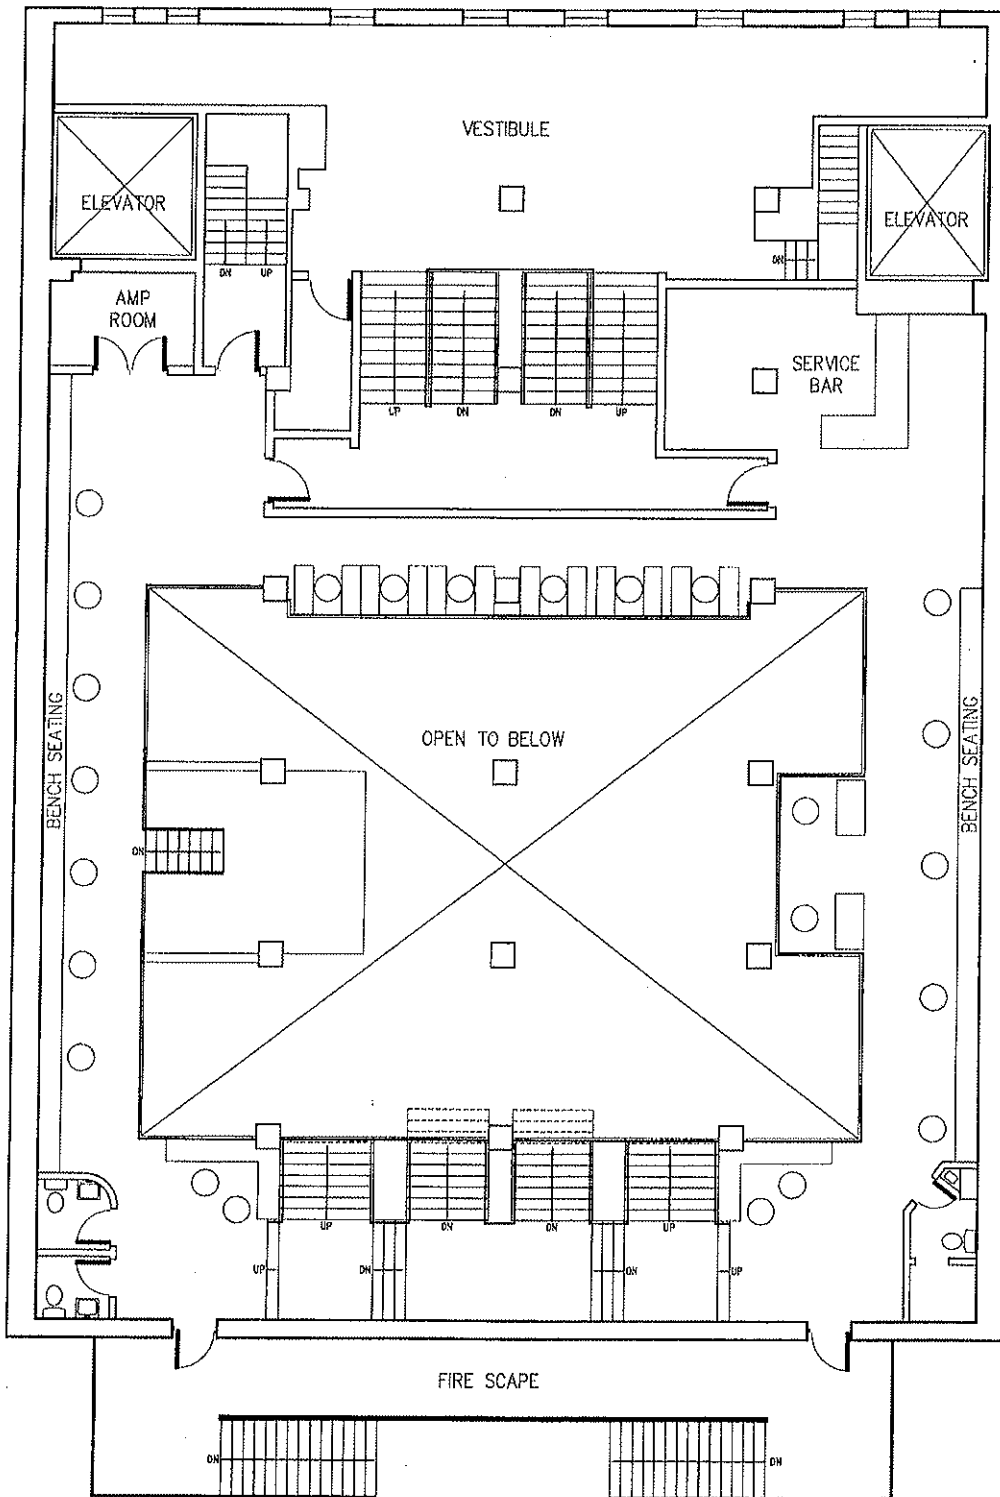 VESTIBULE
ELEVATOR
ELEVATOR
DN
UP
DN
AMP
ROOM
SERVICE
BAR
UP
DN
DN
UP
BENCH SEATING
OPEN TO BELOW
BENCH SEATING
DN
UP
DN
DN
UP
UP
DN
DN
UP
FIRE SCAPE
DN
DN